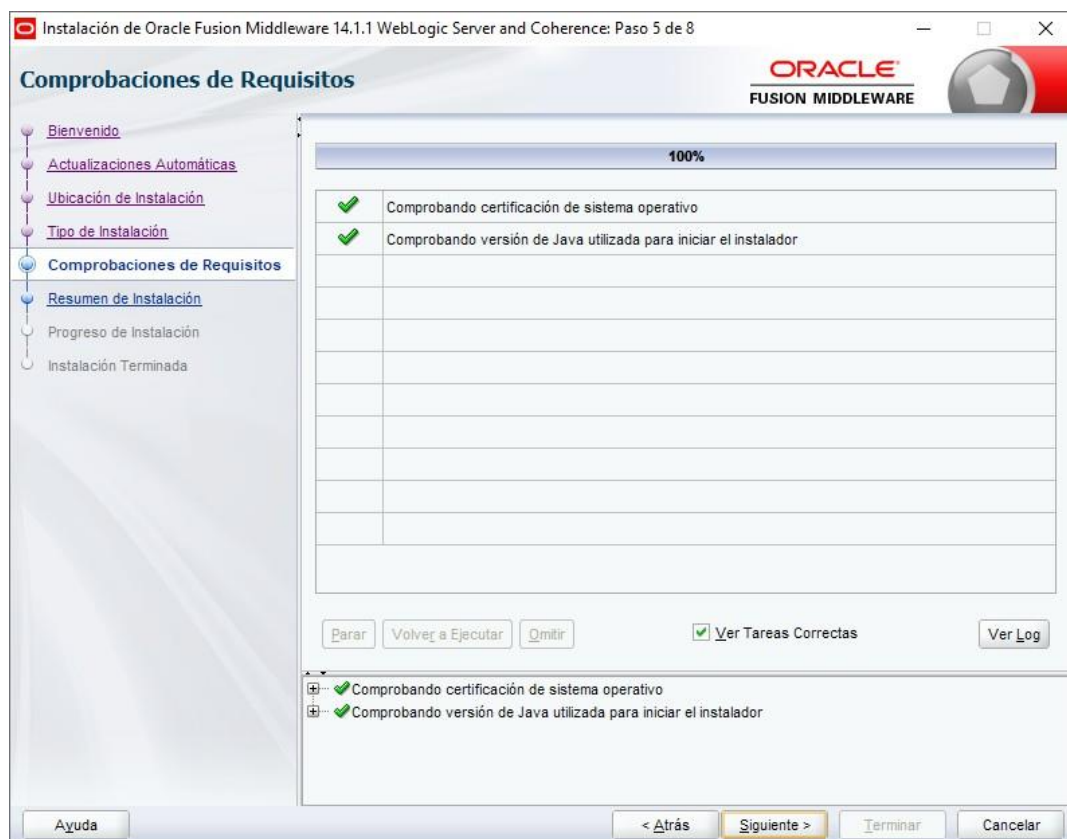 Instalación de Oracle Fusion Middleware 14.1.1 WebLogic Server and Coherence: Paso 5 de 8
Comprobaciones de Requisitos
ORACLE
FUSION MIDDLEWARE
Bienvenido
Actualizaciones Automáticas
Ubicación de Instalación
Tipo de Instalación
Comprobaciones de Requisitos
Resumen de Instalación
Progreso de Instalación
Instalación Terminada
100%
Comprobando certificación de sistema operativo
Comprobando versión de Java utilizada para iniciar el instalador
Parar Volver a Ejecutar Omitir Ver Tareas Correctas Ver Log
Comprobando certificación de sistema operativo
Comprobando versión de Java utilizada para iniciar el instalador
Ayuda < Atrás Siguiente > Terminar Cancelar